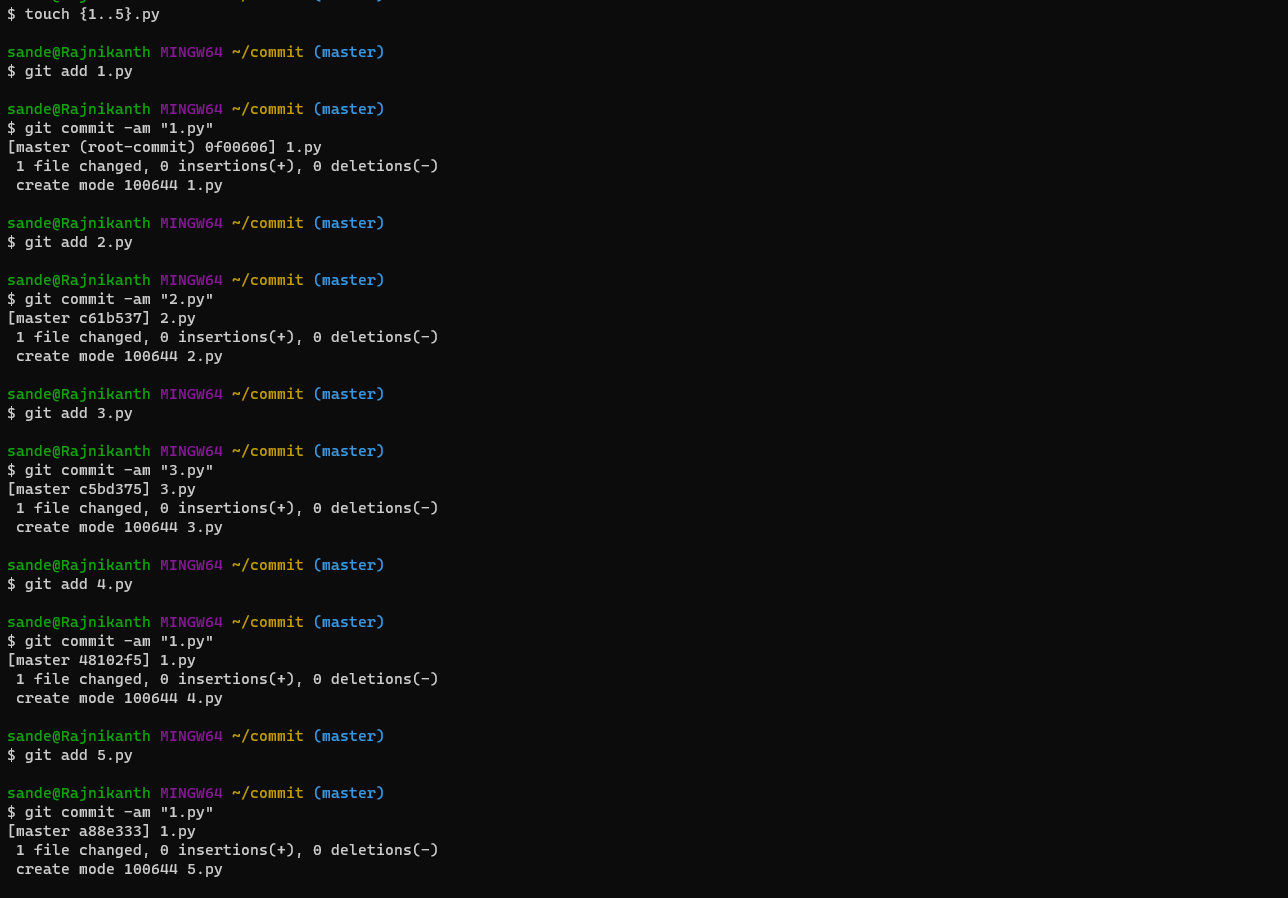 $ touch {1..5}.py
sande@Rajnikanth MINGW64 ~/commit (master)
$ git add 1.py
sande@Rajnikanth MINGW64 ~/commit (master)
$ git commit -am "1.py"
[master (root-commit) 0f00606] 1.py
 1 file changed, 0 insertions(+), 0 deletions(-)
 create mode 100644 1.py
sande@Rajnikanth MINGW64 ~/commit (master)
$ git add 2.py
sande@Rajnikanth MINGW64 ~/commit (master)
$ git commit -am "2.py"
[master c61b537] 2.py
 1 file changed, 0 insertions(+), 0 deletions(-)
 create mode 100644 2.py
sande@Rajnikanth MINGW64 ~/commit (master)
$ git add 3.py
sande@Rajnikanth MINGW64 ~/commit (master)
$ git commit -am "3.py"
[master c5bd375] 3.py
 1 file changed, 0 insertions(+), 0 deletions(-)
 create mode 100644 3.py
sande@Rajnikanth MINGW64 ~/commit (master)
$ git add 4.py
sande@Rajnikanth MINGW64 ~/commit (master)
$ git commit -am "1.py"
[master 48102f5] 1.py
 1 file changed, 0 insertions(+), 0 deletions(-)
 create mode 100644 4.py
sande@Rajnikanth MINGW64 ~/commit (master)
$ git add 5.py
sande@Rajnikanth MINGW64 ~/commit (master)
$ git commit -am "1.py"
[master a88e333] 1.py
 1 file changed, 0 insertions(+), 0 deletions(-)
 create mode 100644 5.py